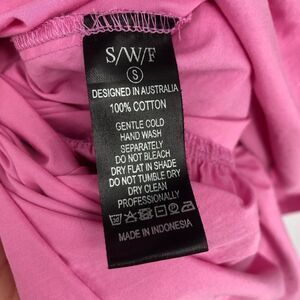 S/W/F
S
DESIGNED IN AUSTRALIA
100% COTTON
GENTLE COLD
HAND WASH
SEPARATELY
DO NOT BLEACH
DRY FLAT IN SHADE
DO NOT TUMBLE DRY
DRY CLEAN
PROFESSIONALLY
MADE IN INDONESIA